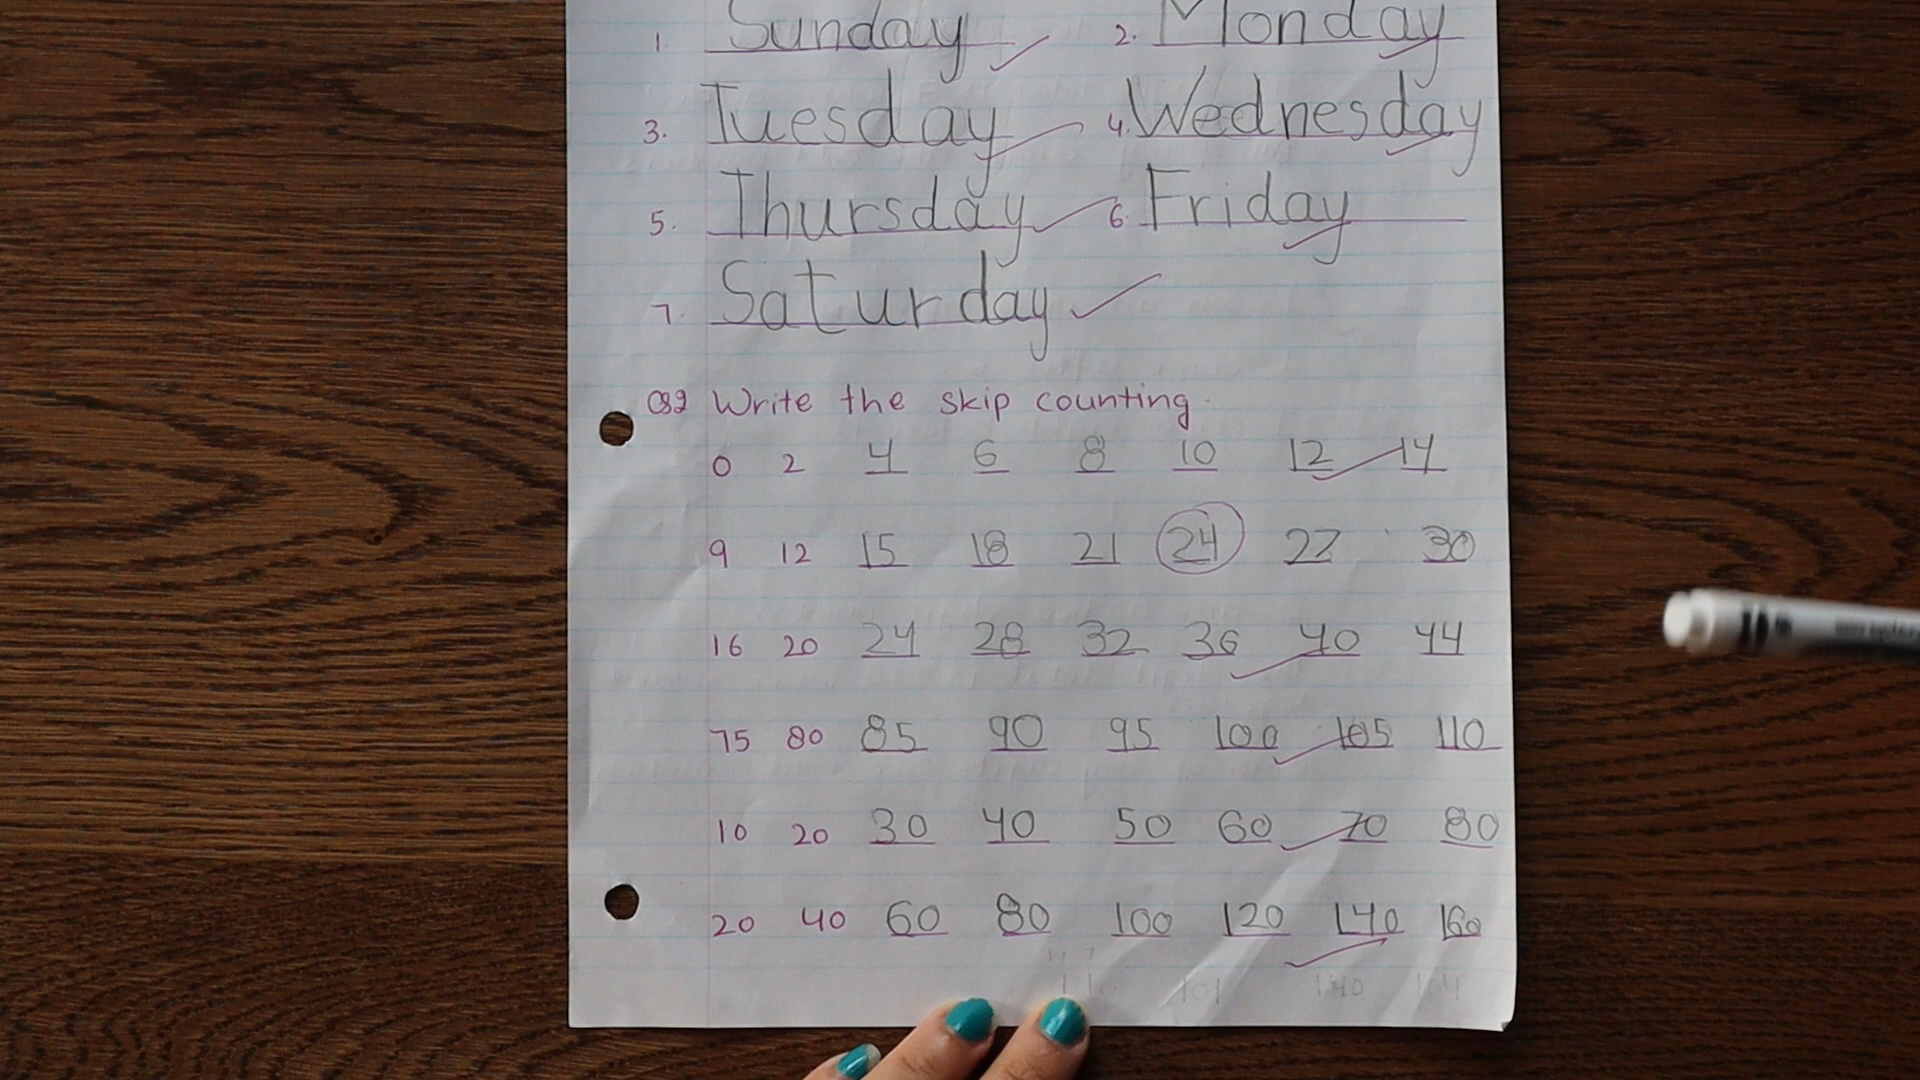 1. Sunday 2. Monday
3. Tuesday 4. Wednesday
5. Thursday 6. Friday
7. Saturday
Q2 Write the skip counting.
0 2 4 6 8 10 12 14
9 12 15 18 21 24 27 30
16 20 24 28 32 36 40 44
75 80 85 90 95 100 105 110
10 20 30 40 50 60 70 80
20 40 60 80 100 120 140 160